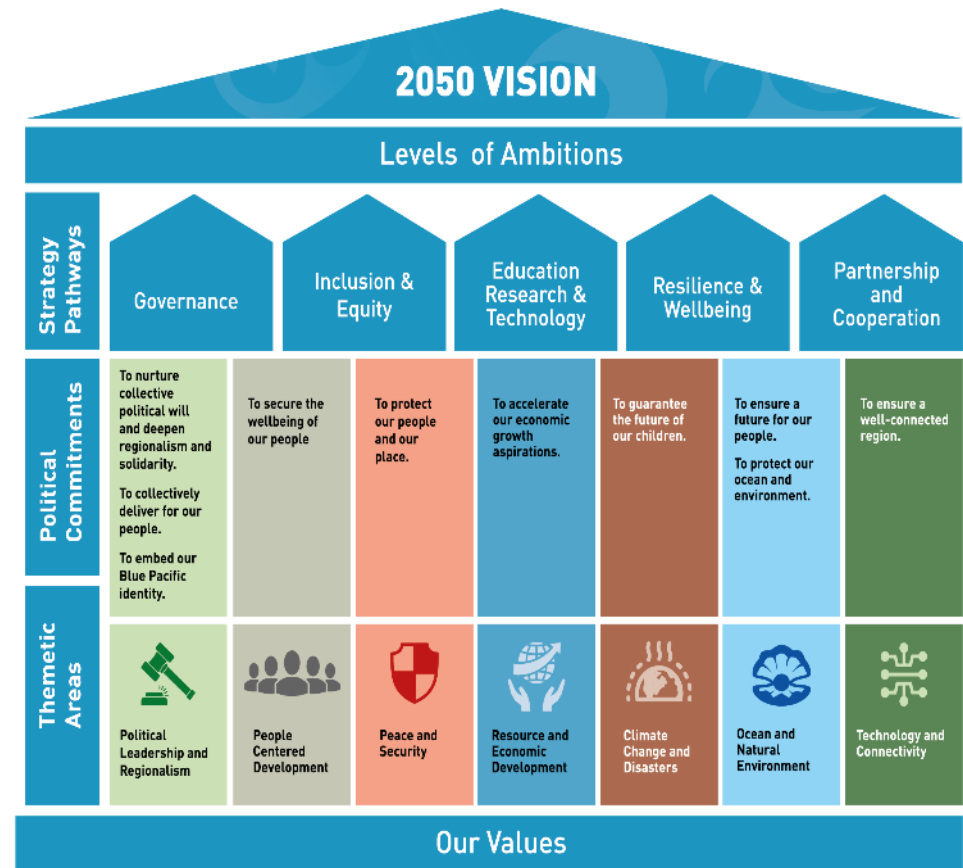 2050 VISION
Levels of Ambitions
Strategy
Pathways
Governance
Inclusion &
Equity
Education
Research &
Technology
Resilience &
Wellbeing
Partnership
and
Cooperation
Political
Commitments
To nurture
collective
political will
and deepen
regionalism and
solidarity.
To collectively
deliver for our
people.
To embed our
Blue Pacific
identity.
To secure the
wellbeing of
our people
To protect
our people
and our
place.
To accelerate
our economic
growth
aspirations.
To guarantee
the future of
our children.
To ensure a
future for our
people.
To protect our
ocean and
environment.
To ensure a
well-connected
region.
Themetic
Areas
Political
Leadership and
Regionalism
People
Centered
Development
Peace and
Security
Resource and
Economic
Development
Climate
Change and
Disasters
Ocean and
Natural
Environment
Technology and
Connectivity
Our Values